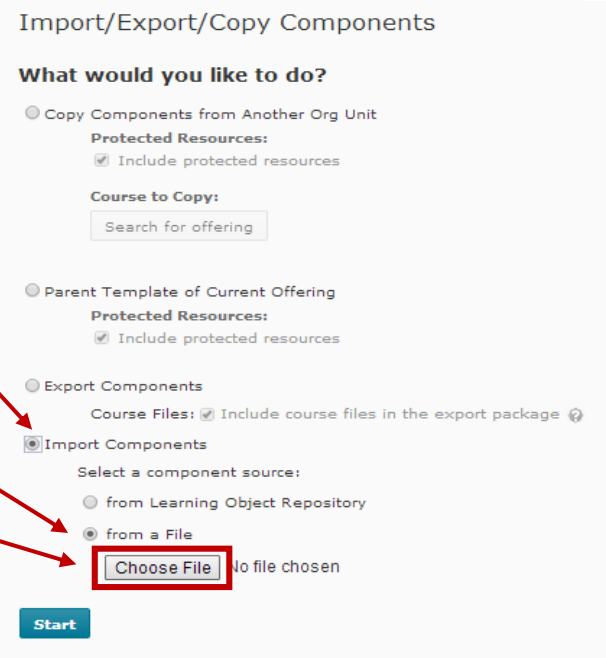 Import/Export/Copy Components
What would you like to do?
Copy Components from Another Org Unit
Protected Resources:
Include protected resources
Course to Copy:
Search for offering
Parent Template of Current Offering
Protected Resources:
Include protected resources
Export Components
Course Files: Include course files in the export package ?
Import Components
Select a component source:
from Learning Object Repository
from a File
Choose File No file chosen
Start